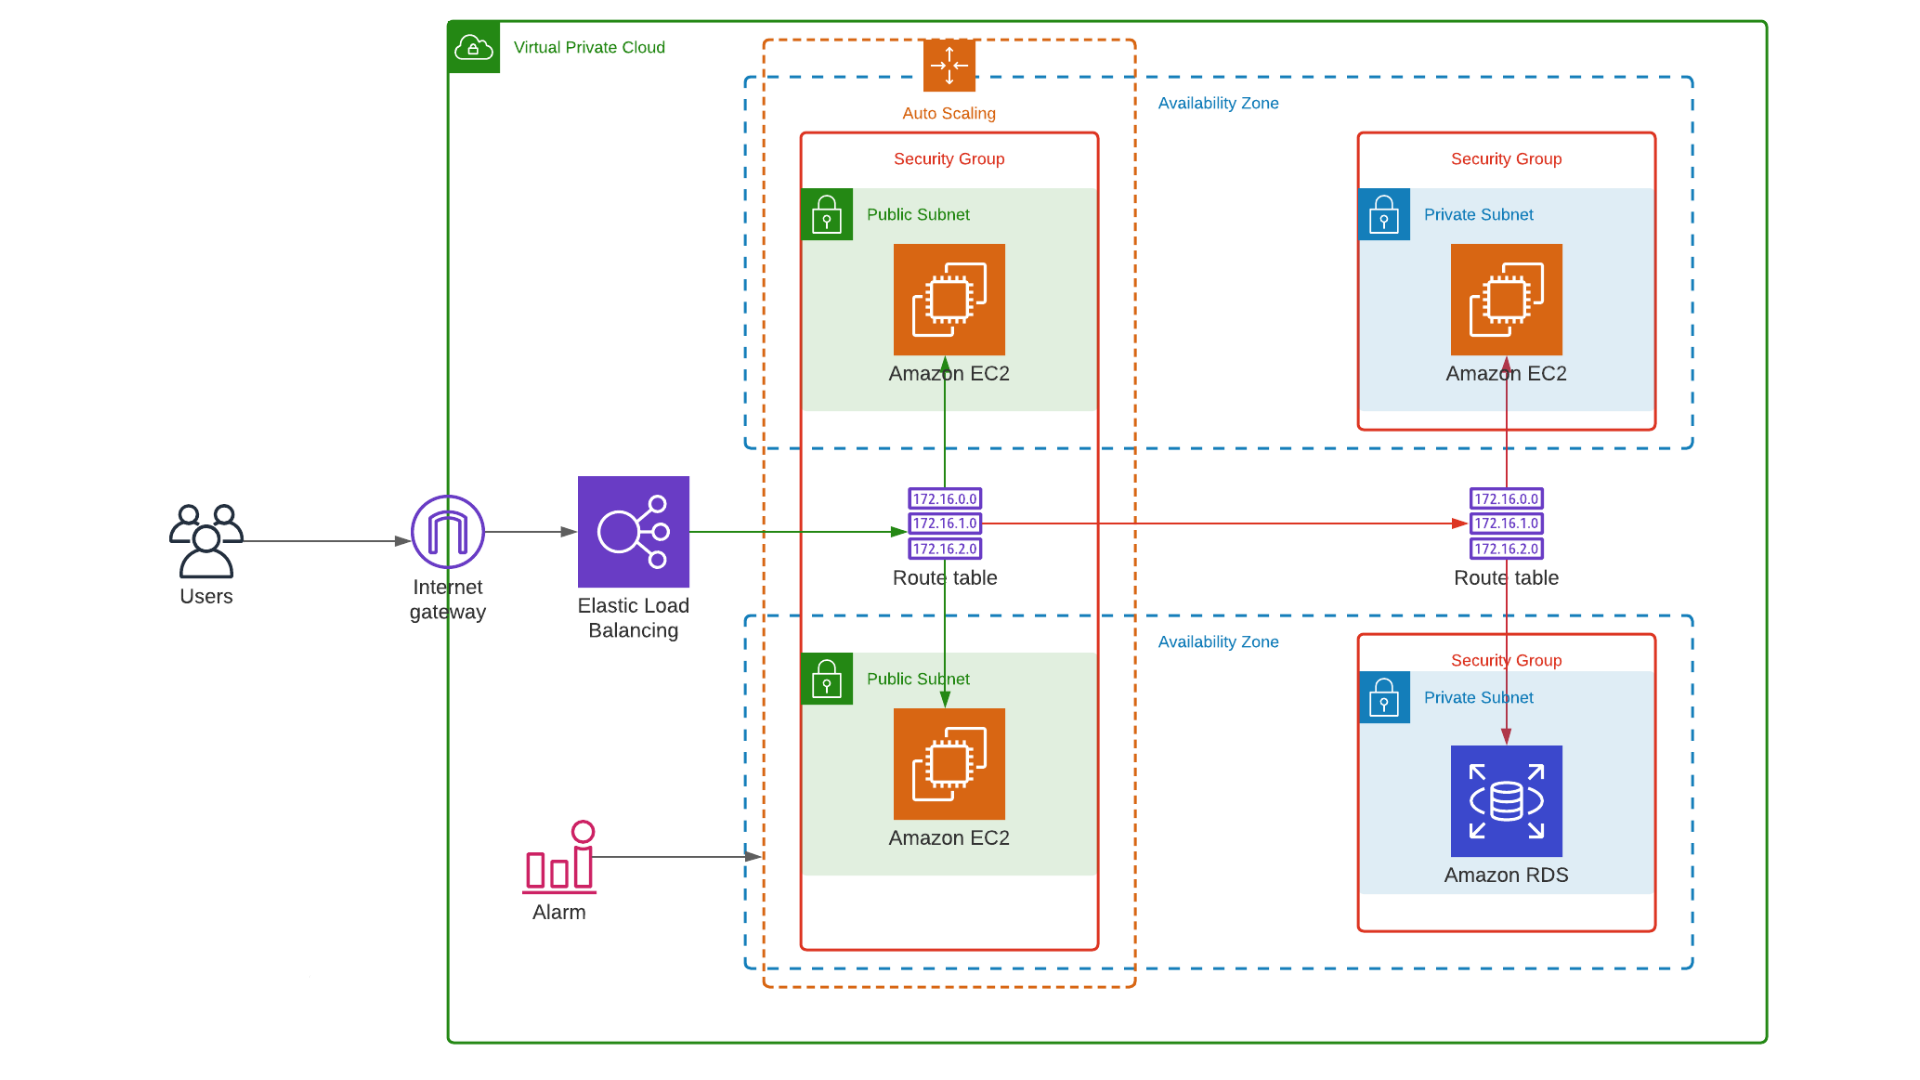 Virtual Private Cloud
Auto Scaling
Availability Zone
Security Group
Security Group
Public Subnet
Private Subnet
Amazon EC2
Amazon EC2
172.16.0.0
172.16.1.0
172.16.2.0
Route table
172.16.0.0
172.16.1.0
172.16.2.0
Route table
Users
Internet
gateway
Elastic Load
Balancing
Availability Zone
Security Group
Public Subnet
Private Subnet
Amazon EC2
Amazon RDS
Alarm